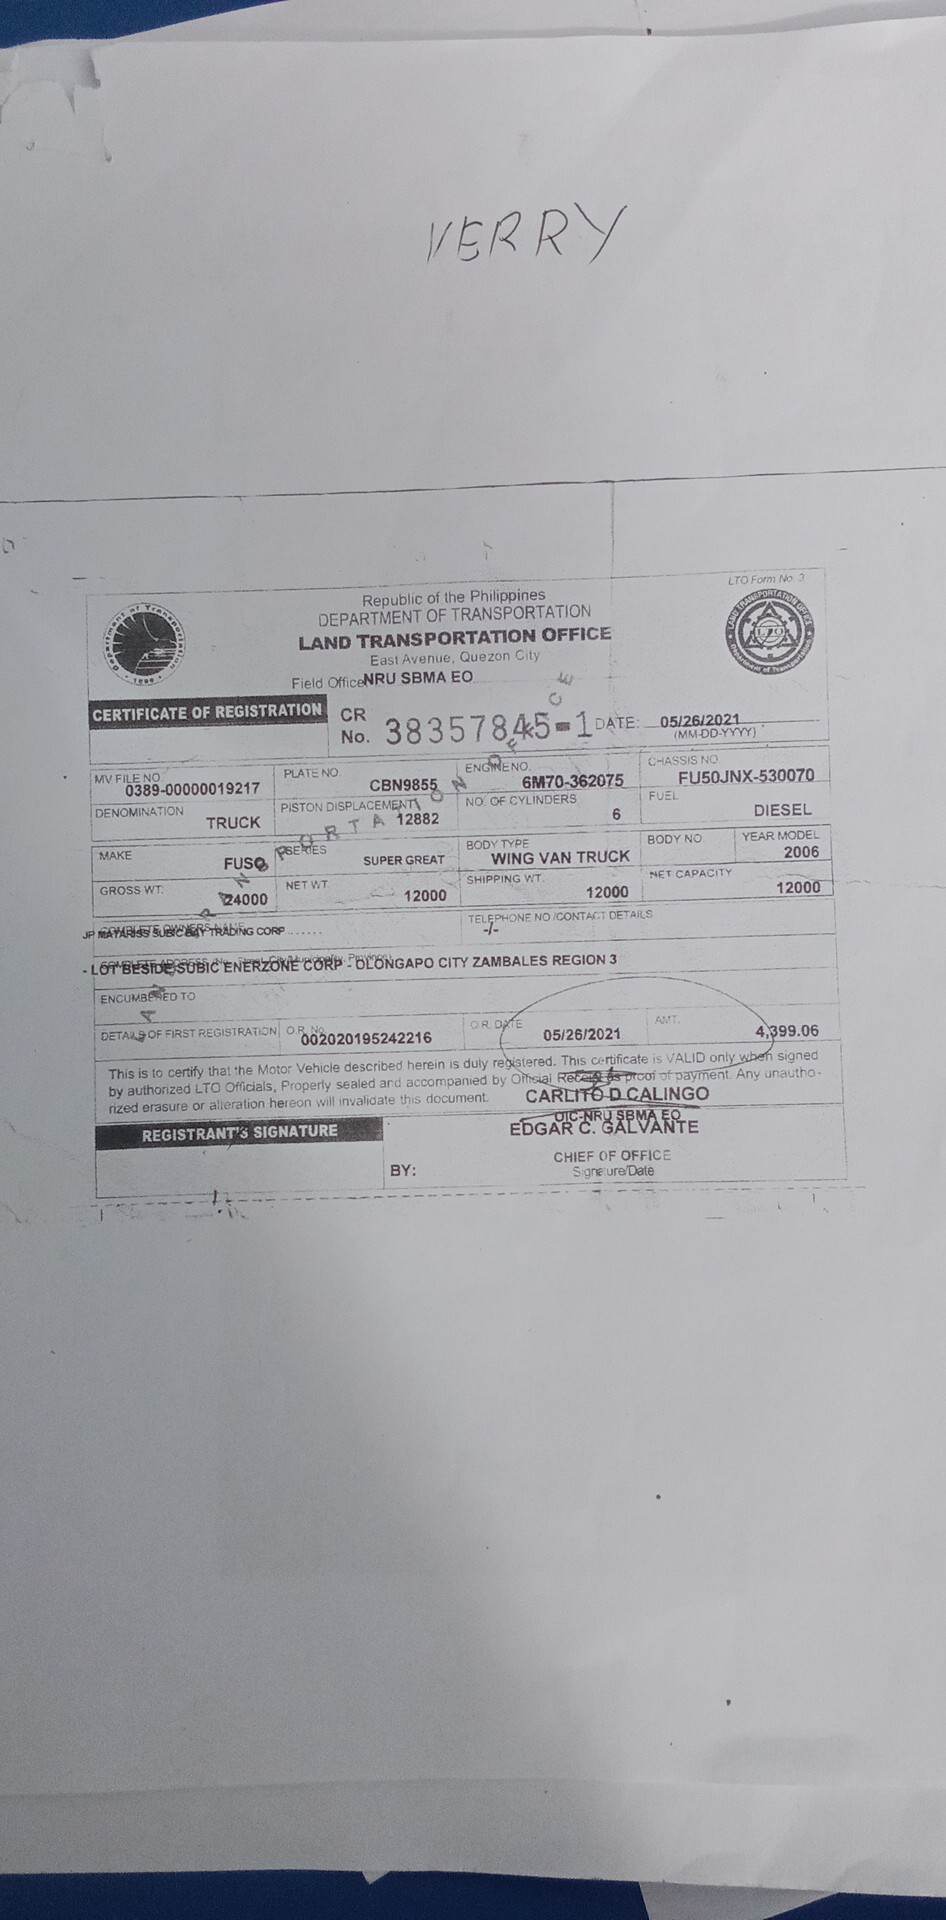 VERRY
LTO Form No. 3
Republic of the Philippines
DEPARTMENT OF TRANSPORTATION
LAND TRANSPORTATION OFFICE
East Avenue, Quezon City
Field Office NRU SBMA EO
CERTIFICATE OF REGISTRATION
CR No. 38357845-1 DATE: 05/26/2021
(MM-DD-YYYY)
MV FILE NO. PLATE NO. ENGINE NO. CHASSIS NO
0389-00000019217 CBN9855 6M70-362075 FU50JNX-530070
DENOMINATION PISTON DISPLACEMENT NO. OF CYLINDERS FUEL
TRUCK 12882 6 DIESEL
MAKE SERIES BODY TYPE BODY NO. YEAR MODEL
FUSO SUPER GREAT WING VAN TRUCK 2006
GROSS WT. NET WT. SHIPPING WT. NET CAPACITY
24000 12000 12000 12000
COMPLETE OWNER'S NAME TELEPHONE NO./CONTACT DETAILS
JP MATARISS SUBIC BAY TRADING CORP ...... -/-
COMPLETE ADDRESS
- LOT BESIDE SUBIC ENERZONE CORP - OLONGAPO CITY ZAMBALES REGION 3
ENCUMBERED TO
DETAILS OF FIRST REGISTRATION O.R. No. O.R. DATE AMT.
002020195242216 05/26/2021 4,399.06
This is to certify that the Motor Vehicle described herein is duly registered. This certificate is VALID only when signed
by authorized LTO Officials, Properly sealed and accompanied by Official Receipt as proof of payment. Any unautho-
rized erasure or alteration hereon will invalidate this document.
CARLITO D CALINGO
OIC-NRU SBMA EO
EDGAR C. GALVANTE
REGISTRANT'S SIGNATURE
CHIEF OF OFFICE
BY: Signature/Date